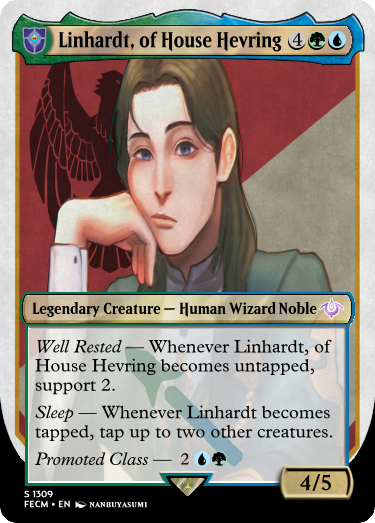 Linhardt, of House Hevring 4
Legendary Creature — Human Wizard Noble
Well Rested — Whenever Linhardt, of
House Hevring becomes untapped,
support 2.
Sleep — Whenever Linhardt becomes
tapped, tap up to two other creatures.
Promoted Class — 2
4/5
S 1309
FECM • EN NANBUYASUMI